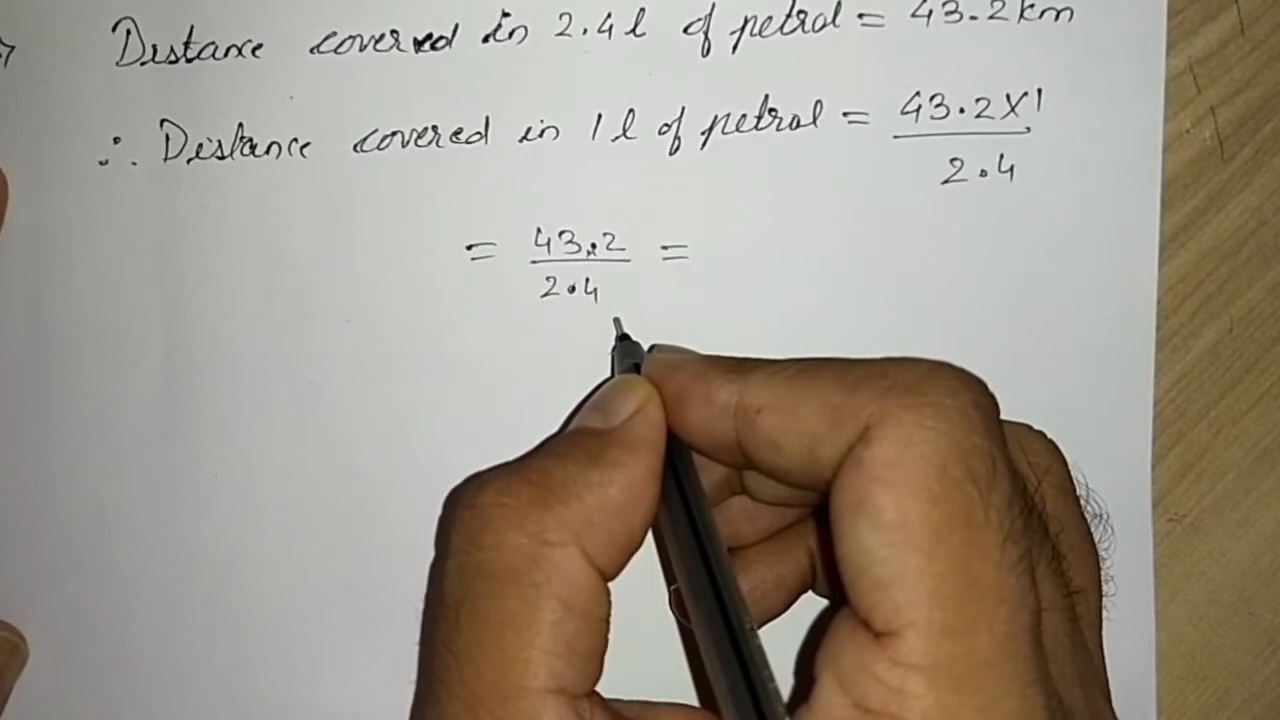 Distance covered in 2.4 l of petrol = 43.2 km
∴ Distance covered in 1 l of petrol = 43.2 X 1 / 2.4
= 43.2 / 2.4 =